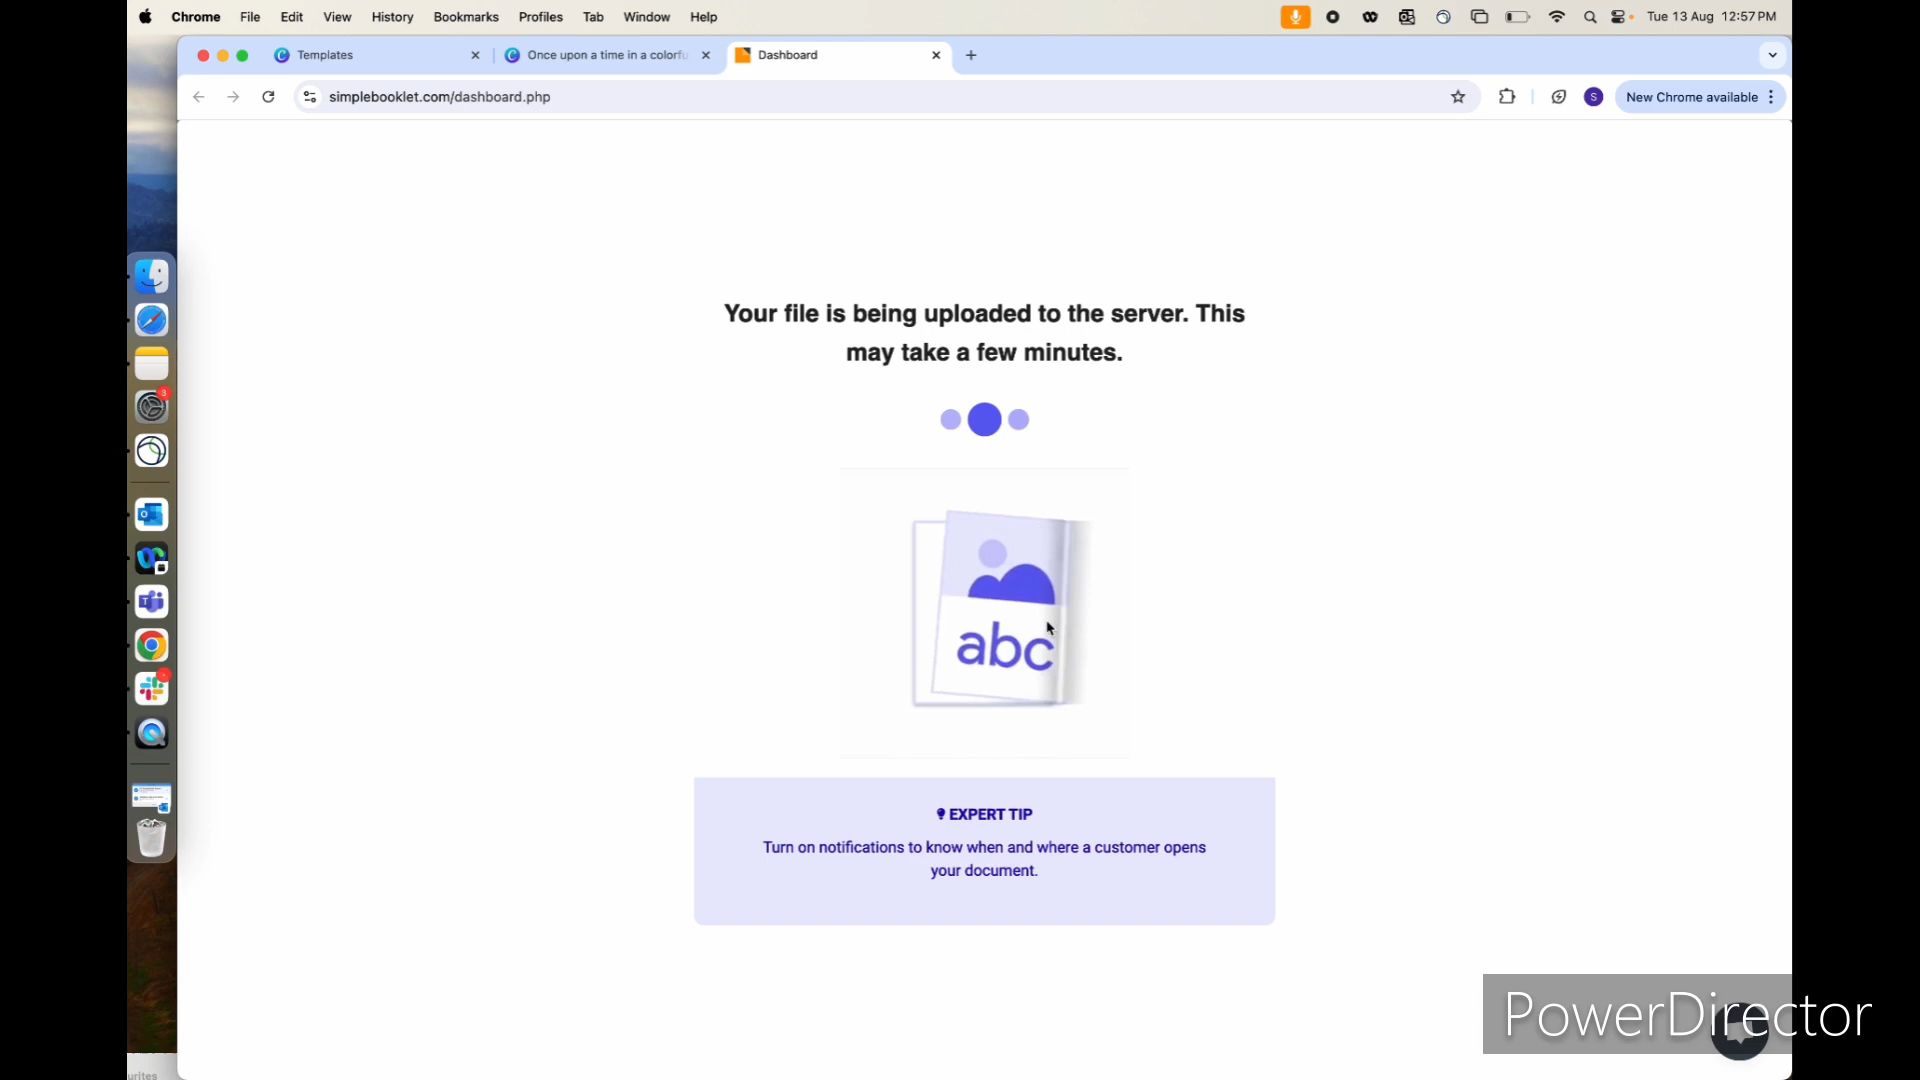 Chrome File Edit View History Bookmarks Profiles Tab Window Help Tue 13 Aug 12:57 PM
Templates Once upon a time in a colorfu Dashboard
simplebooklet.com/dashboard.php S New Chrome available
Your file is being uploaded to the server. This
may take a few minutes.
3
abc
EXPERT TIP
Turn on notifications to know when and where a customer opens
your document.
PowerDirector
urites